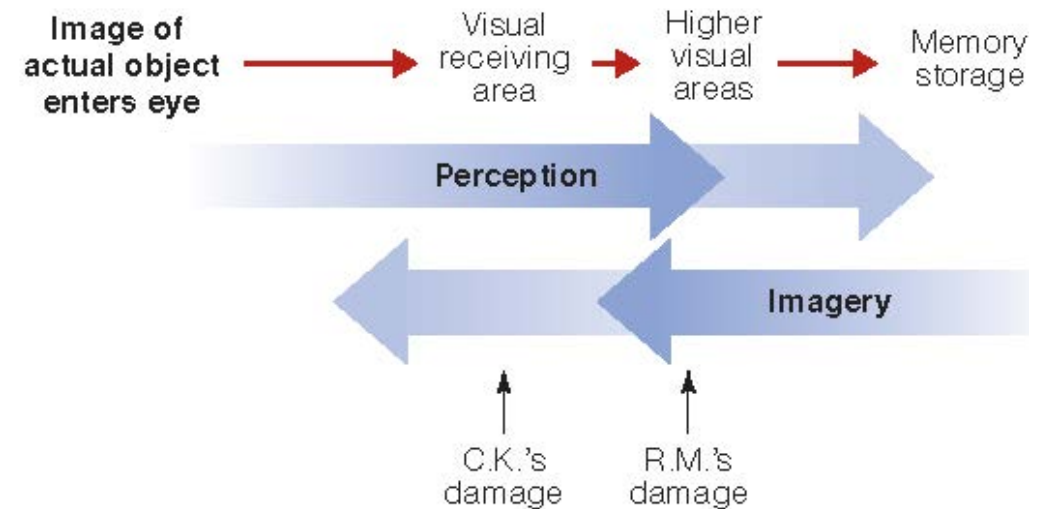 Image of
actual object
enters eye
Visual
receiving
area
Higher
visual
areas
Memory
storage
Perception
Imagery
C.K.'s
damage
R.M.'s
damage